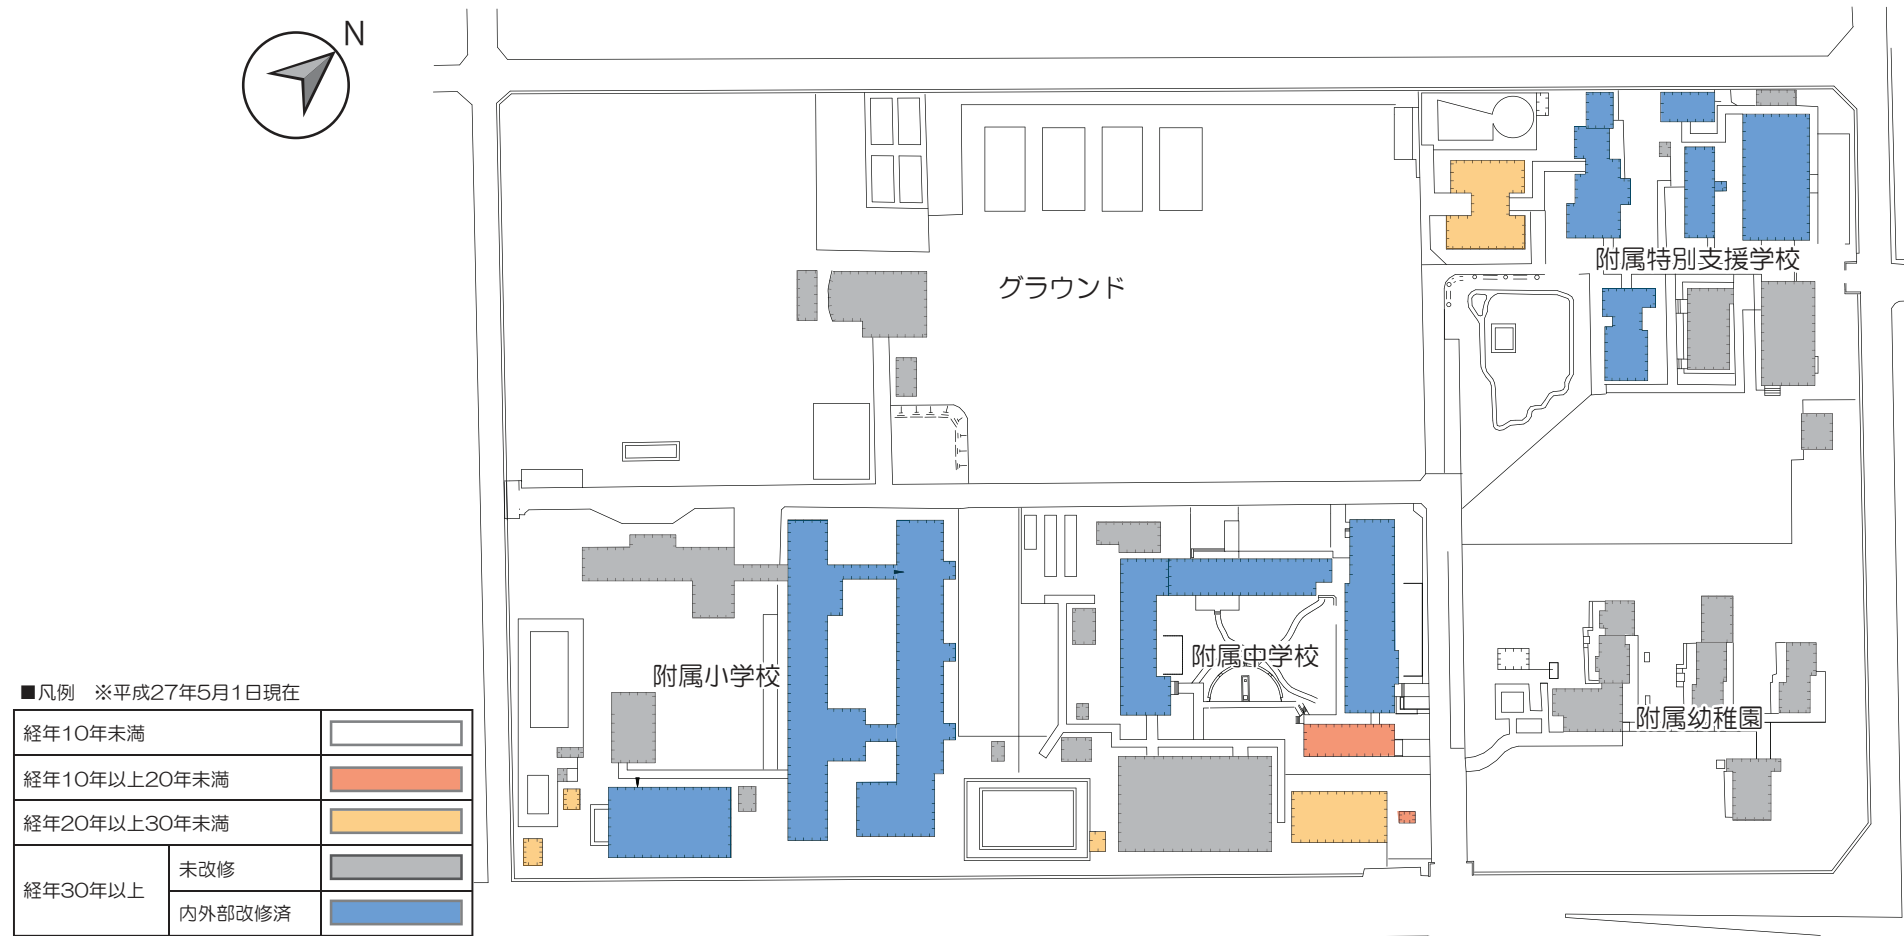 N
グラウンド
附属特別支援学校
附属小学校
附属中学校
附属幼稚園
■凡例　※平成27年5月1日現在
経年10年未満
経年10年以上20年未満
経年20年以上30年未満
経年30年以上
未改修
内外部改修済